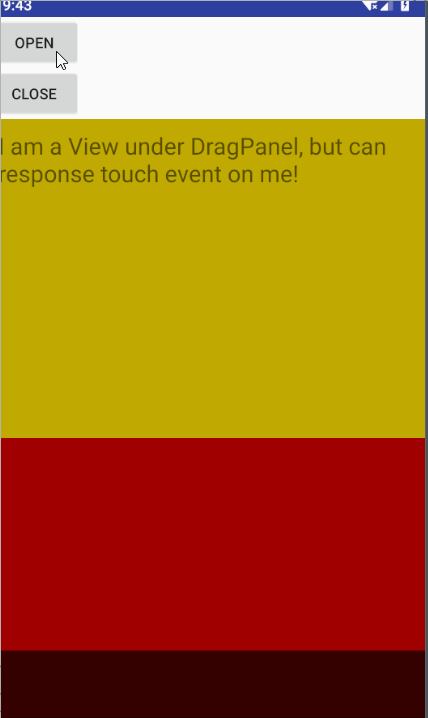 9:43
OPEN
CLOSE
I am a View under DragPanel, but can
response touch event on me!